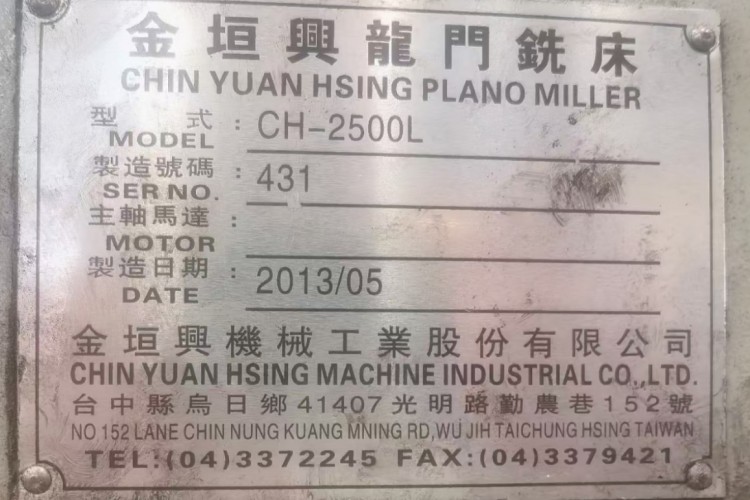 金垣興龍門銑床
CHIN YUAN HSING PLANO MILLER
型式: CH-2500L
MODEL
製造號碼: 431
SER NO.
主軸馬達:
MOTOR
製造日期: 2013/05
DATE
金垣興機械工業股份有限公司
CHIN YUAN HSING MACHINE INDUSTRIAL CO.,LTD.
台中縣烏日鄉41407光明路勤農巷152號
NO 152 LANE CHIN NUNG KUANG MNING RD,WU JIH TAICHUNG HSING TAIWAN
TEL:(04)3372245 FAX:(04)3379421